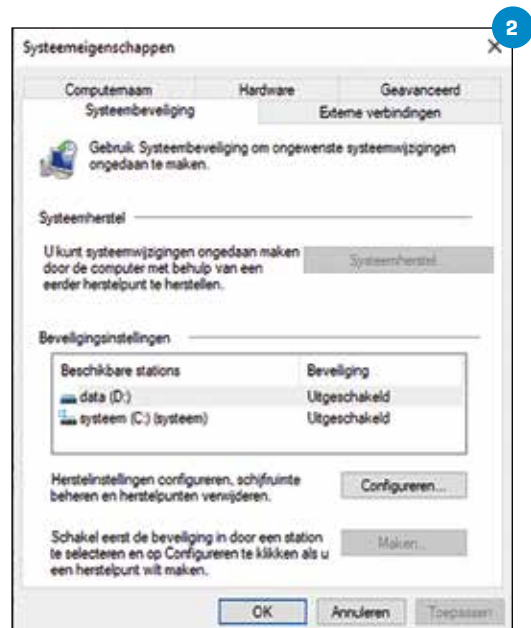 2
Systeemeigenschappen
Computernaam Hardware Geavanceerd
Systeembeveiliging Externe verbindingen
Gebruik Systeembeveiliging om ongewenste systeemwijzigingen
ongedaan te maken.
Systeemherstel
U kunt systeemwijzigingen ongedaan maken
door de computer met behulp van een
eerder herstelpunt te herstellen.
Systeemherstel...
Beveiligingsinstellingen
Beschikbare stations Beveiliging
data (D:) Uitgeschakeld
systeem (C:) (systeem) Uitgeschakeld
Herstelinstellingen configureren, schijfruimte
beheren en herstelpunten verwijderen.
Configureren...
Schakel eerst de beveiliging in door een station
te selecteren en op Configureren te klikken als u
een herstelpunt wilt maken.
Maken...
OK Annuleren Toepassen